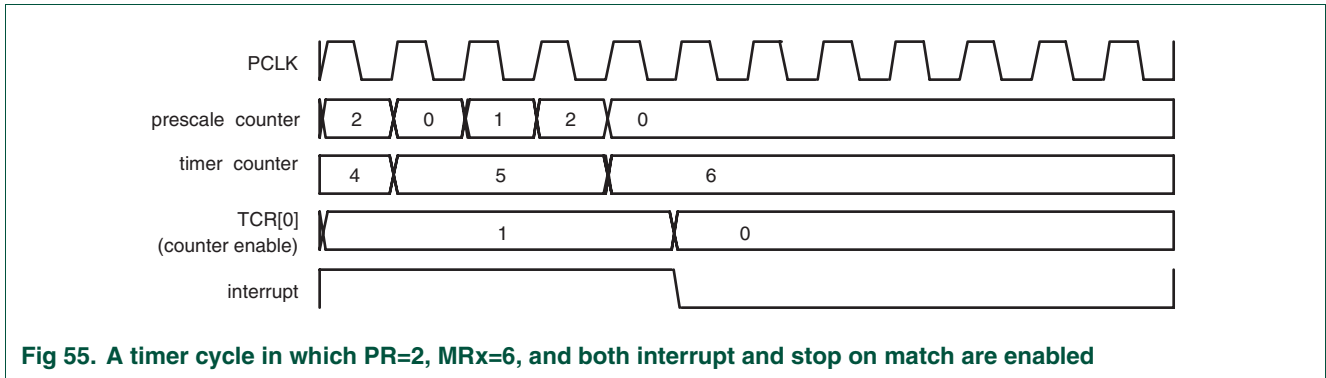 PCLK
prescale counter 2 0 1 2 0
timer counter 4 5 6
TCR[0]
(counter enable) 1 0
interrupt
Fig 55. A timer cycle in which PR=2, MRx=6, and both interrupt and stop on match are enabled